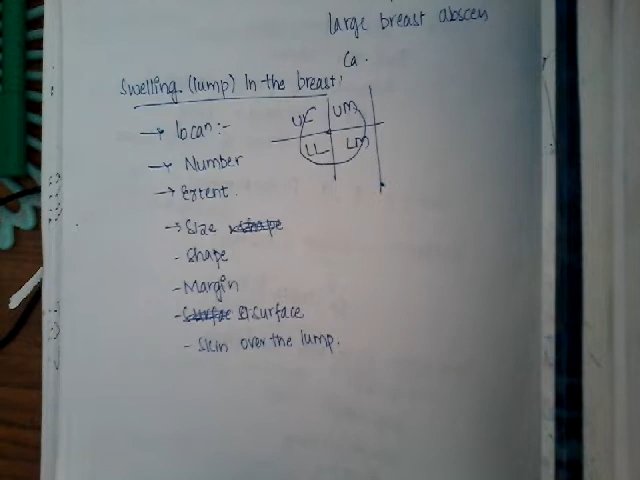 large breast abscess
Ca.
Swelling (lump) In the breast:
UL UM
→ locan:-
LL LM
→ Number
→ Extent.
→ Size
- Shape
- Margin
- Surface
- skin over the lump.